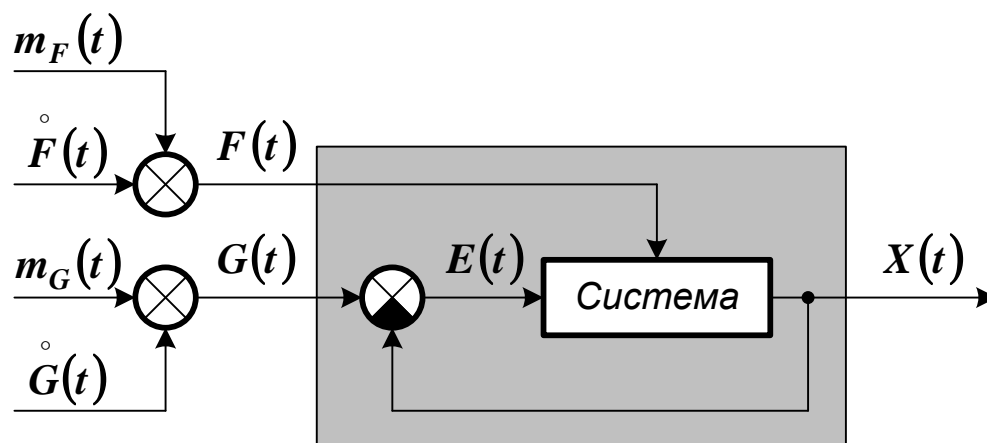 m_F(t)
F̊(t)
F(t)
m_G(t)
G(t)
E(t)
Система
X(t)
G̊(t)